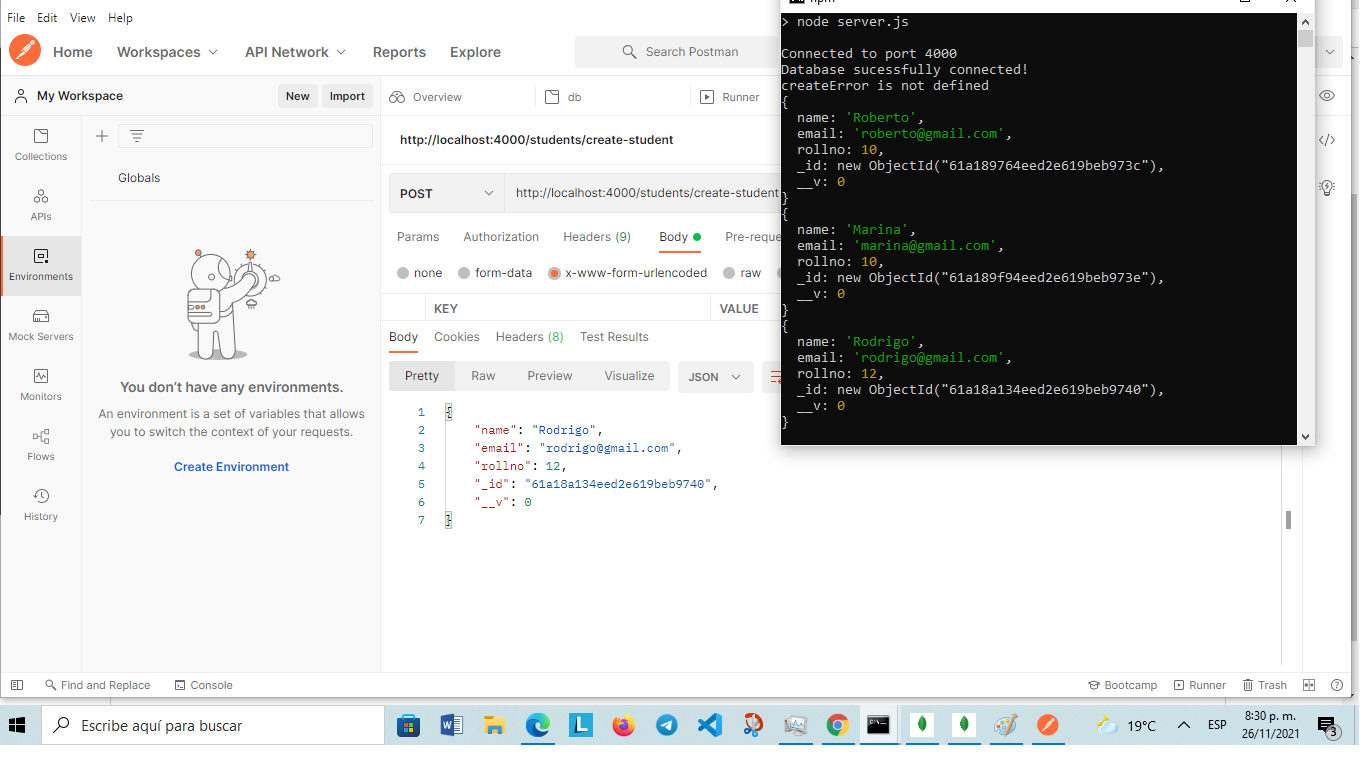 File Edit View Help
Home Workspaces API Network Reports Explore Search Postman
My Workspace New Import Overview db Runner
Collections
APIs
Environments
Mock Servers
Monitors
Flows
History
Globals
You don't have any environments.
An environment is a set of variables that allows
you to switch the context of your requests.
Create Environment
http://localhost:4000/students/create-student
POST http://localhost:4000/students/create-student
Params Authorization Headers (9) Body Pre-reque
none form-data x-www-form-urlencoded raw
KEY VALUE
Body Cookies Headers (8) Test Results
Pretty Raw Preview Visualize JSON
1 {
2 "name": "Rodrigo",
3 "email": "rodrigo@gmail.com",
4 "rollno": 12,
5 "_id": "61a18a134eed2e619beb9740",
6 "__v": 0
7 }
> node server.js
Connected to port 4000
Database sucessfully connected!
createError is not defined
{
name: 'Roberto',
email: 'roberto@gmail.com',
rollno: 10,
_id: new ObjectId("61a189764eed2e619beb973c"),
__v: 0
}
{
name: 'Marina',
email: 'marina@gmail.com',
rollno: 10,
_id: new ObjectId("61a189f94eed2e619beb973e"),
__v: 0
}
{
name: 'Rodrigo',
email: 'rodrigo@gmail.com',
rollno: 12,
_id: new ObjectId("61a18a134eed2e619beb9740"),
__v: 0
}
Find and Replace Console Bootcamp Runner Trash
Escribe aquí para buscar 19°C ESP 8:30 p. m.
26/11/2021 3